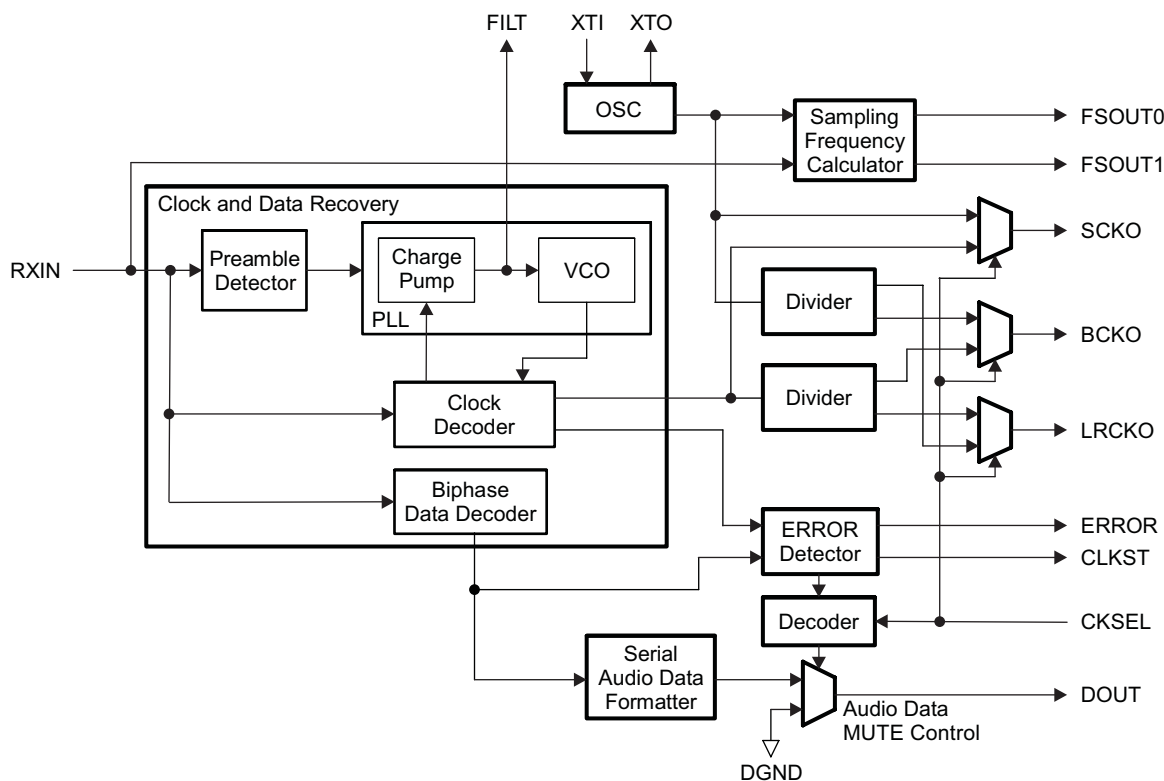 FILT
XTI
XTO
OSC
Sampling
Frequency
Calculator
FSOUT0
FSOUT1
Clock and Data Recovery
RXIN
Preamble
Detector
Charge
Pump
VCO
PLL
SCKO
Divider
BCKO
Clock
Decoder
Divider
LRCKO
Biphase
Data Decoder
ERROR
Detector
ERROR
CLKST
Decoder
CKSEL
Serial
Audio Data
Formatter
DOUT
Audio Data
MUTE Control
DGND